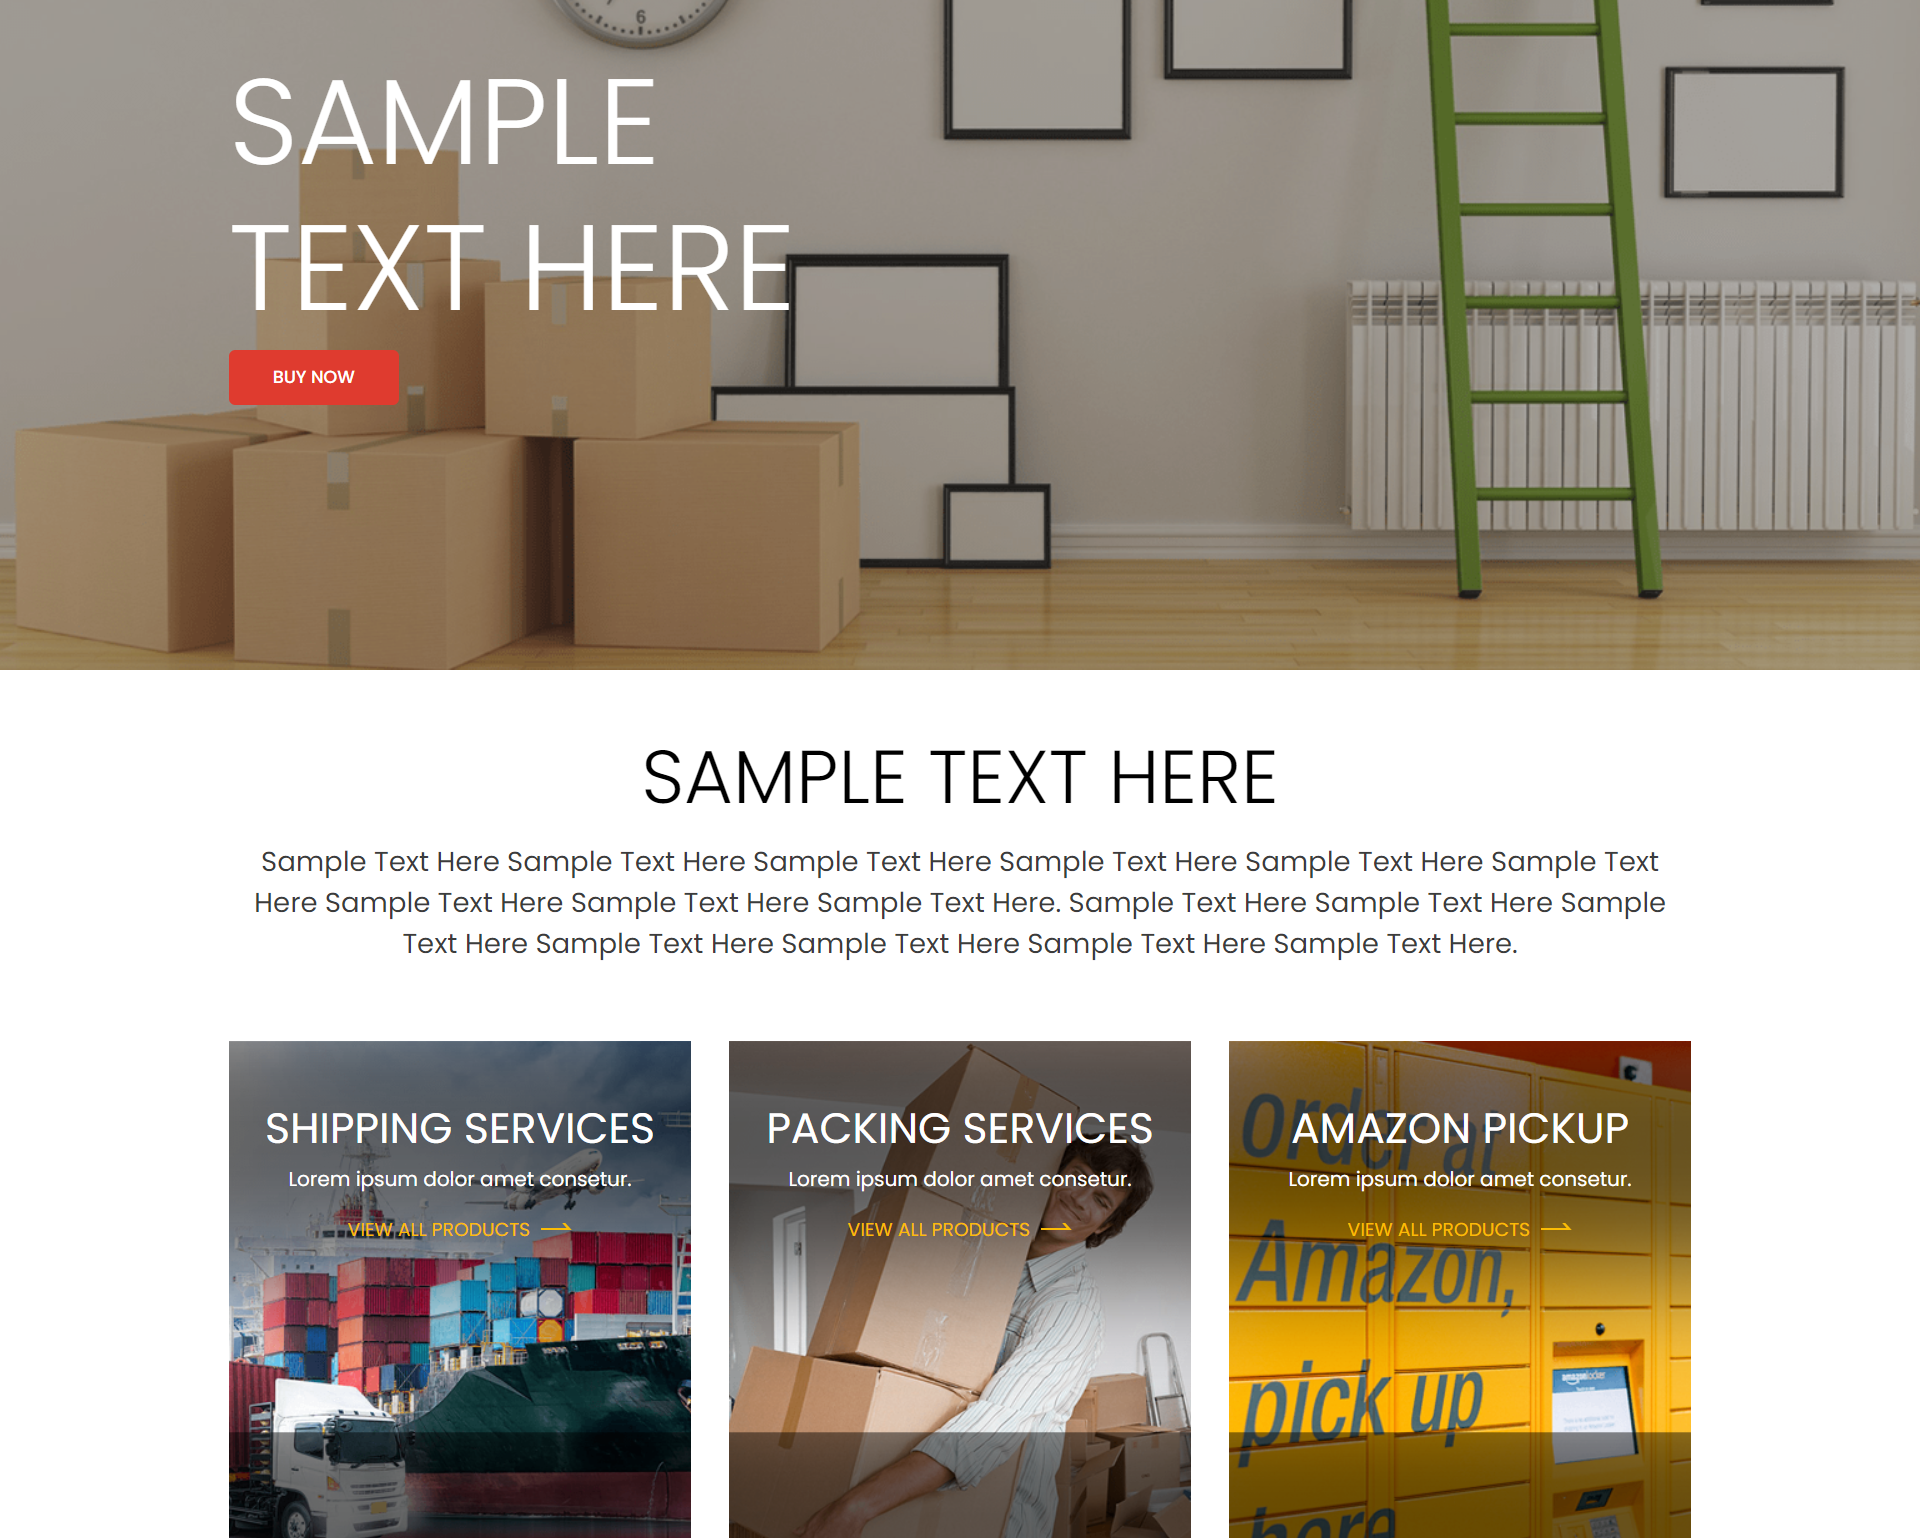 6
SAMPLE
TEXT HERE
BUY NOW
SAMPLE TEXT HERE
Sample Text Here Sample Text Here Sample Text Here Sample Text Here Sample Text Here Sample Text
Here Sample Text Here Sample Text Here Sample Text Here. Sample Text Here Sample Text Here Sample
Text Here Sample Text Here Sample Text Here Sample Text Here Sample Text Here.
SHIPPING SERVICES
Lorem ipsum dolor amet consetur.
VIEW ALL PRODUCTS
PACKING SERVICES
Lorem ipsum dolor amet consetur.
VIEW ALL PRODUCTS
AMAZON PICKUP
Lorem ipsum dolor amet consetur.
VIEW ALL PRODUCTS
Order at
Amazon,
pick up
here
amazonlocker